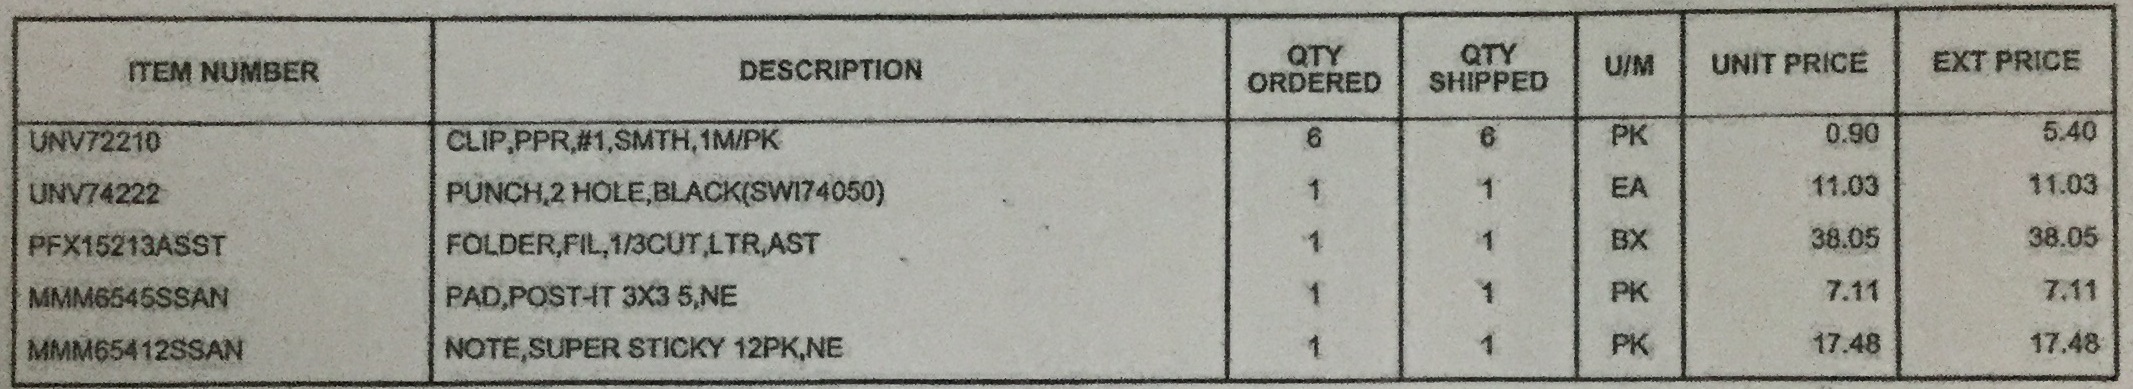 ITEM NUMBER DESCRIPTION QTY ORDERED QTY SHIPPED U/M UNIT PRICE EXT PRICE
UNV72210 CLIP,PPR,#1,SMTH,1M/PK 6 6 PK 0.90 5.40
UNV74222 PUNCH,2 HOLE,BLACK(SWI74050) 1 1 EA 11.03 11.03
PFX15213ASST FOLDER,FIL,1/3CUT,LTR,AST 1 1 BX 38.05 38.05
MMM6545SSAN PAD,POST-IT 3X3 5,NE 1 1 PK 7.11 7.11
MMM65412SSAN NOTE,SUPER STICKY 12PK,NE 1 1 PK 17.48 17.48